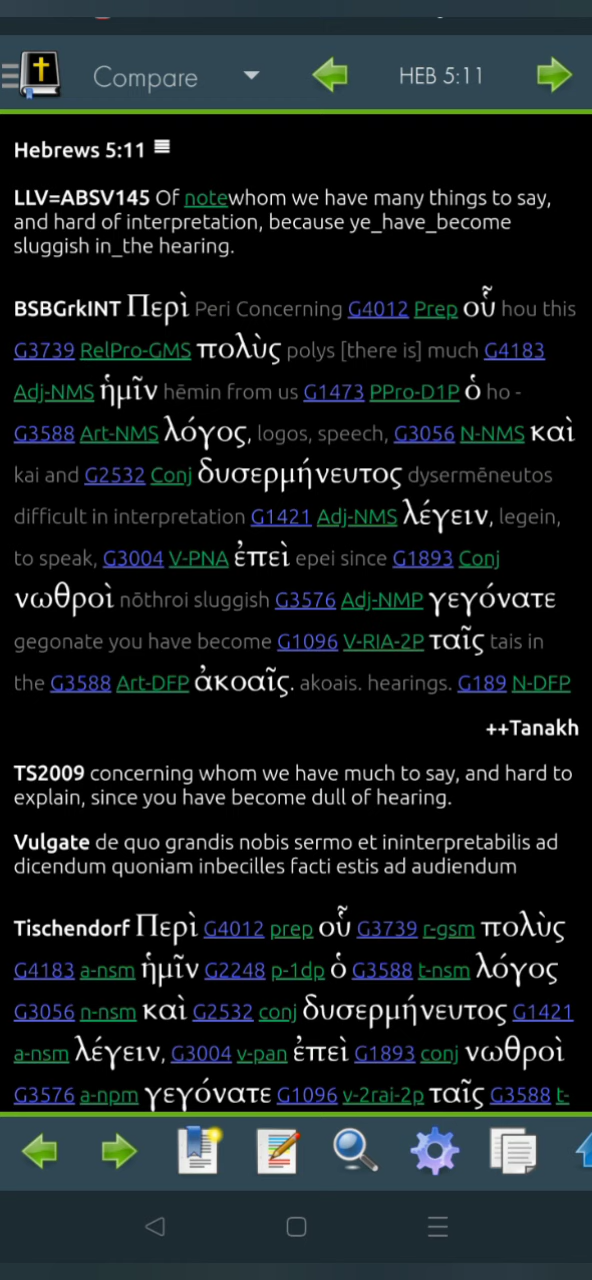 Compare
HEB 5:11
Hebrews 5:11
LLV=ABSV145 Of notewhom we have many things to say,
and hard of interpretation, because ye_have_become
sluggish in_the hearing.
BSBGrkINT Περὶ Peri Concerning G4012 Prep οὗ hou this
G3739 RelPro-GMS πολὺς polys [there is] much G4183
Adj-NMS ἡμῖν hēmin from us G1473 PPro-D1P ὁ ho -
G3588 Art-NMS λόγος, logos, speech, G3056 N-NMS καὶ
kai and G2532 Conj δυσερμήνευτος dysermēneutos
difficult in interpretation G1421 Adj-NMS λέγειν, legein,
to speak, G3004 V-PNA ἐπεὶ epei since G1893 Conj
νωθροὶ nōthroi sluggish G3576 Adj-NMP γεγόνατε
gegonate you have become G1096 V-RIA-2P ταῖς tais in
the G3588 Art-DFP ἀκοαῖς. akoais. hearings. G189 N-DFP
++Tanakh
TS2009 concerning whom we have much to say, and hard to
explain, since you have become dull of hearing.
Vulgate de quo grandis nobis sermo et ininterpretabilis ad
dicendum quoniam inbecilles facti estis ad audiendum
Tischendorf Περὶ G4012 prep οὗ G3739 r-gsm πολὺς
G4183 a-nsm ἡμῖν G2248 p-1dp ὁ G3588 t-nsm λόγος
G3056 n-nsm καὶ G2532 conj δυσερμήνευτος G1421
a-nsm λέγειν, G3004 v-pan ἐπεὶ G1893 conj νωθροὶ
G3576 a-npm γεγόνατε G1096 v-2rai-2p ταῖς G3588 t-